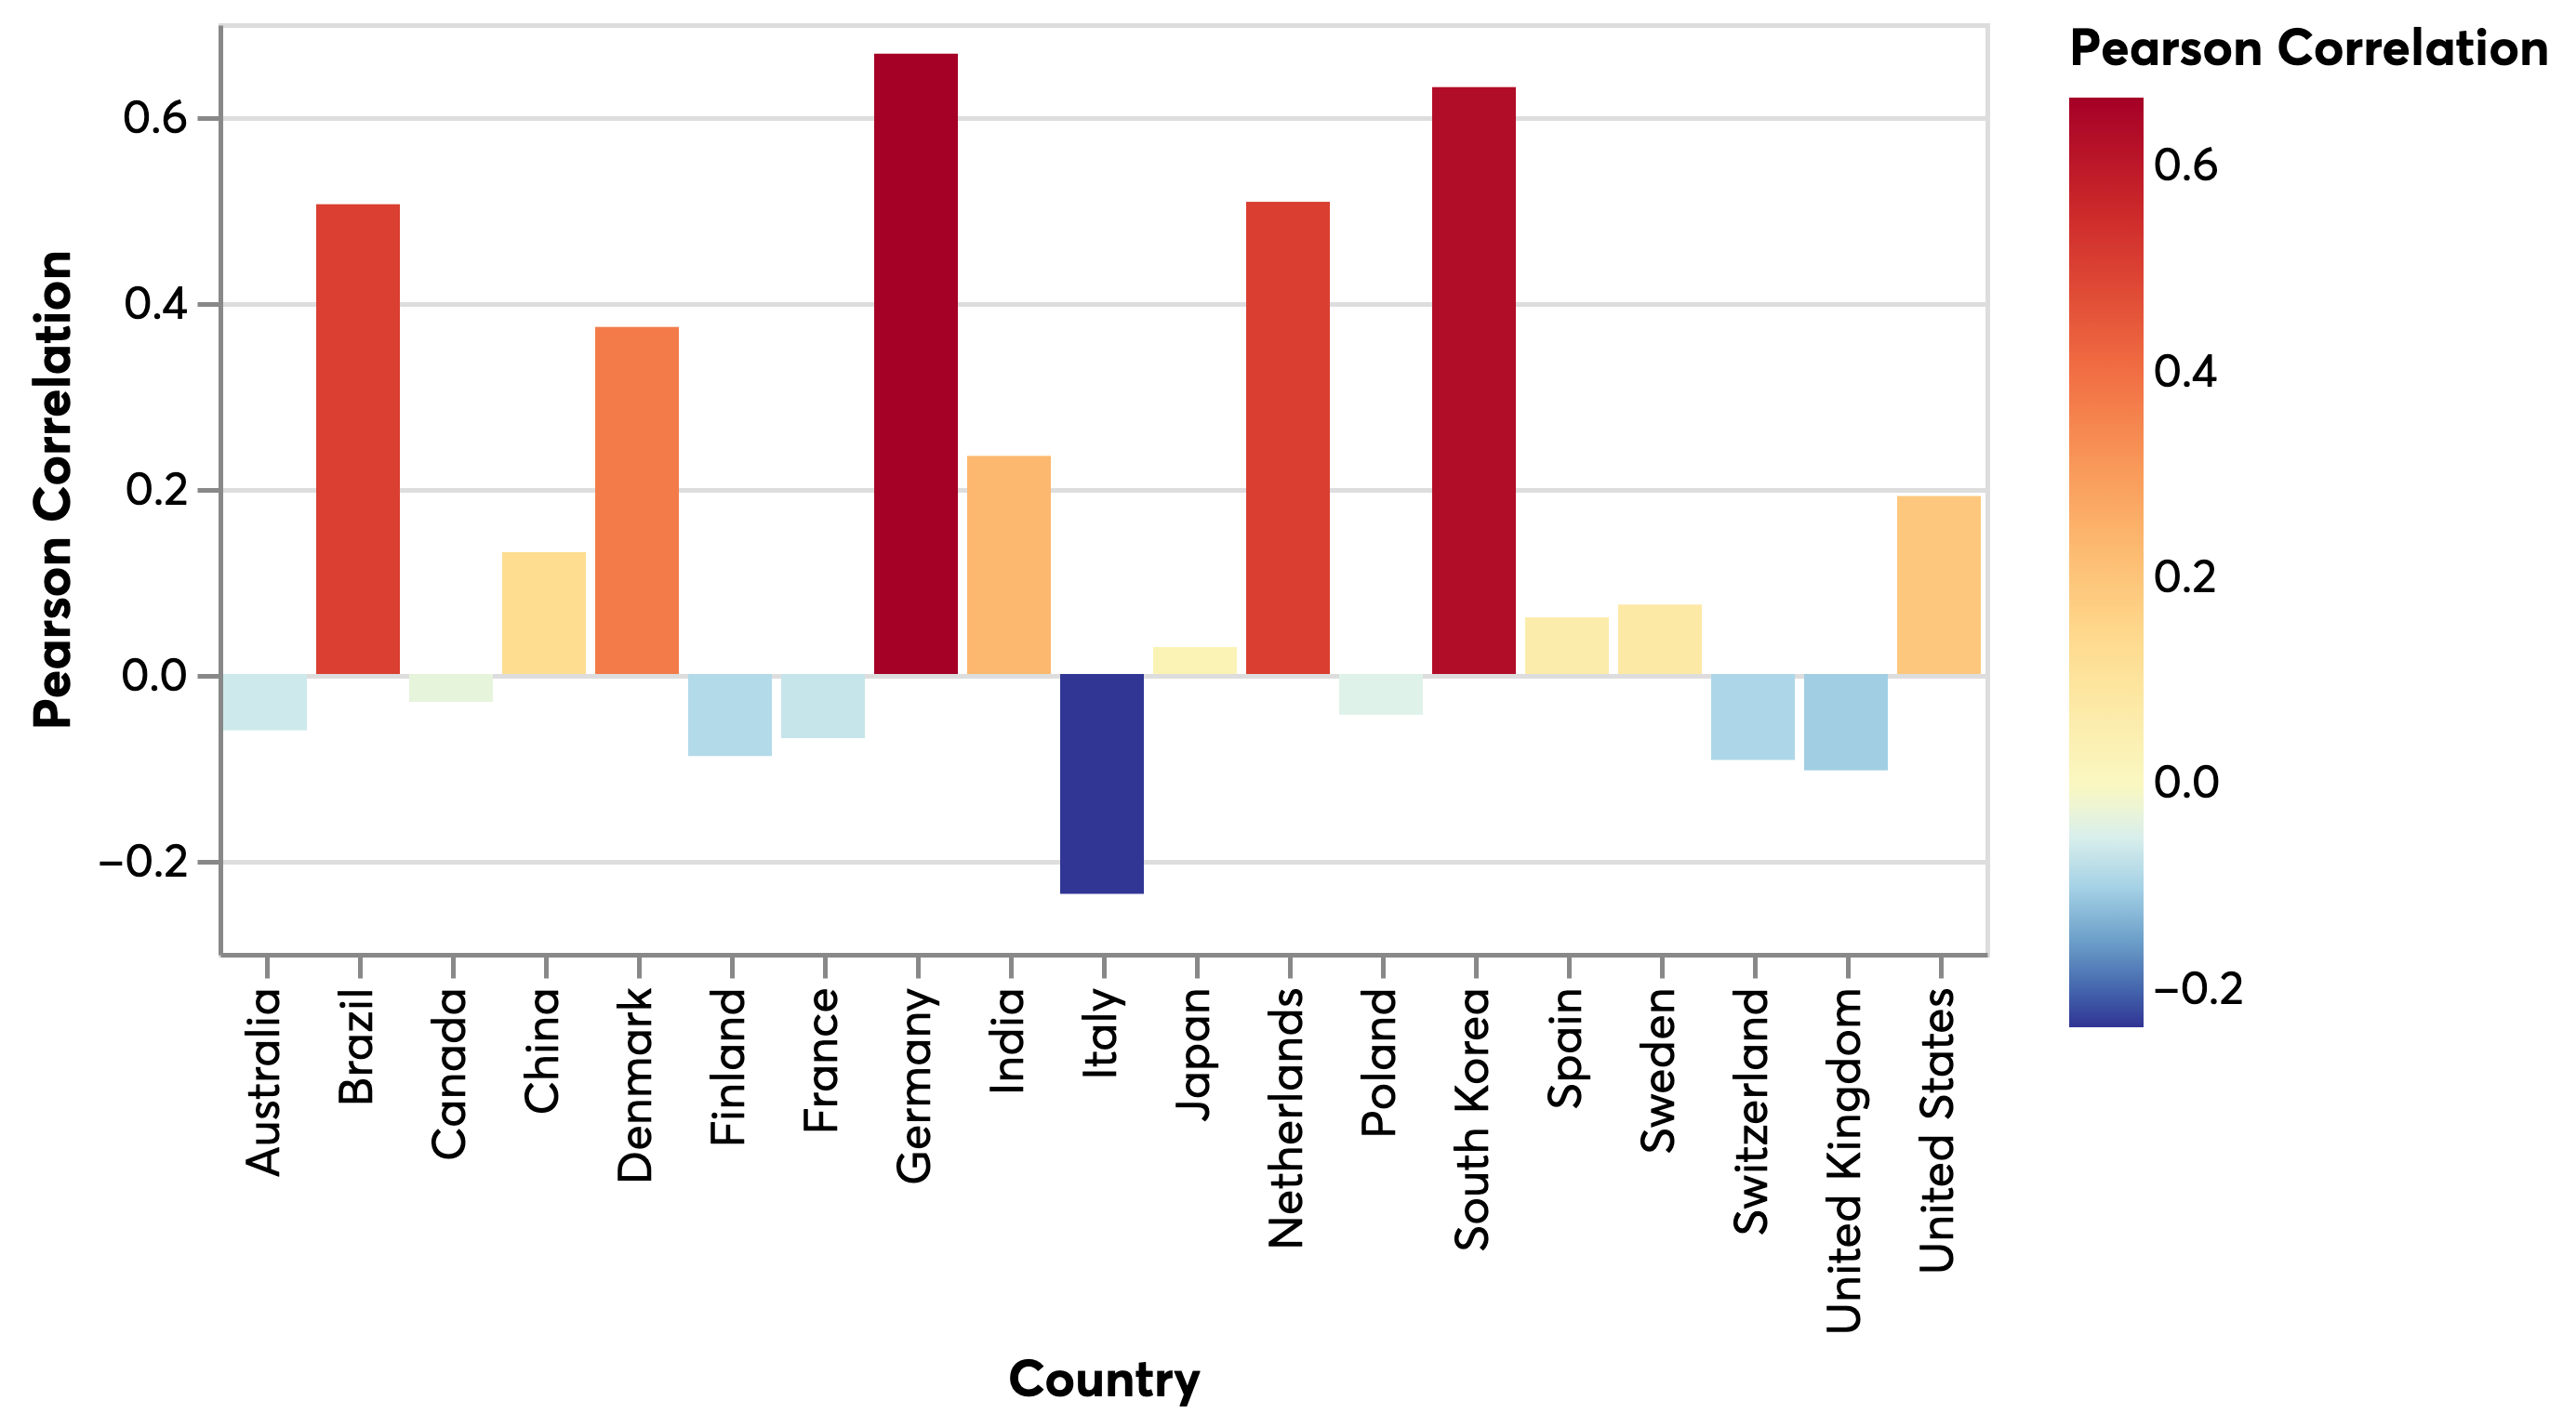 Pearson Correlation
0.6
0.4
0.2
0.0
−0.2
Australia
Brazil
Canada
China
Denmark
Finland
France
Germany
India
Italy
Japan
Netherlands
Poland
South Korea
Spain
Sweden
Switzerland
United Kingdom
United States
Country
Pearson Correlation
0.6
0.4
0.2
0.0
−0.2